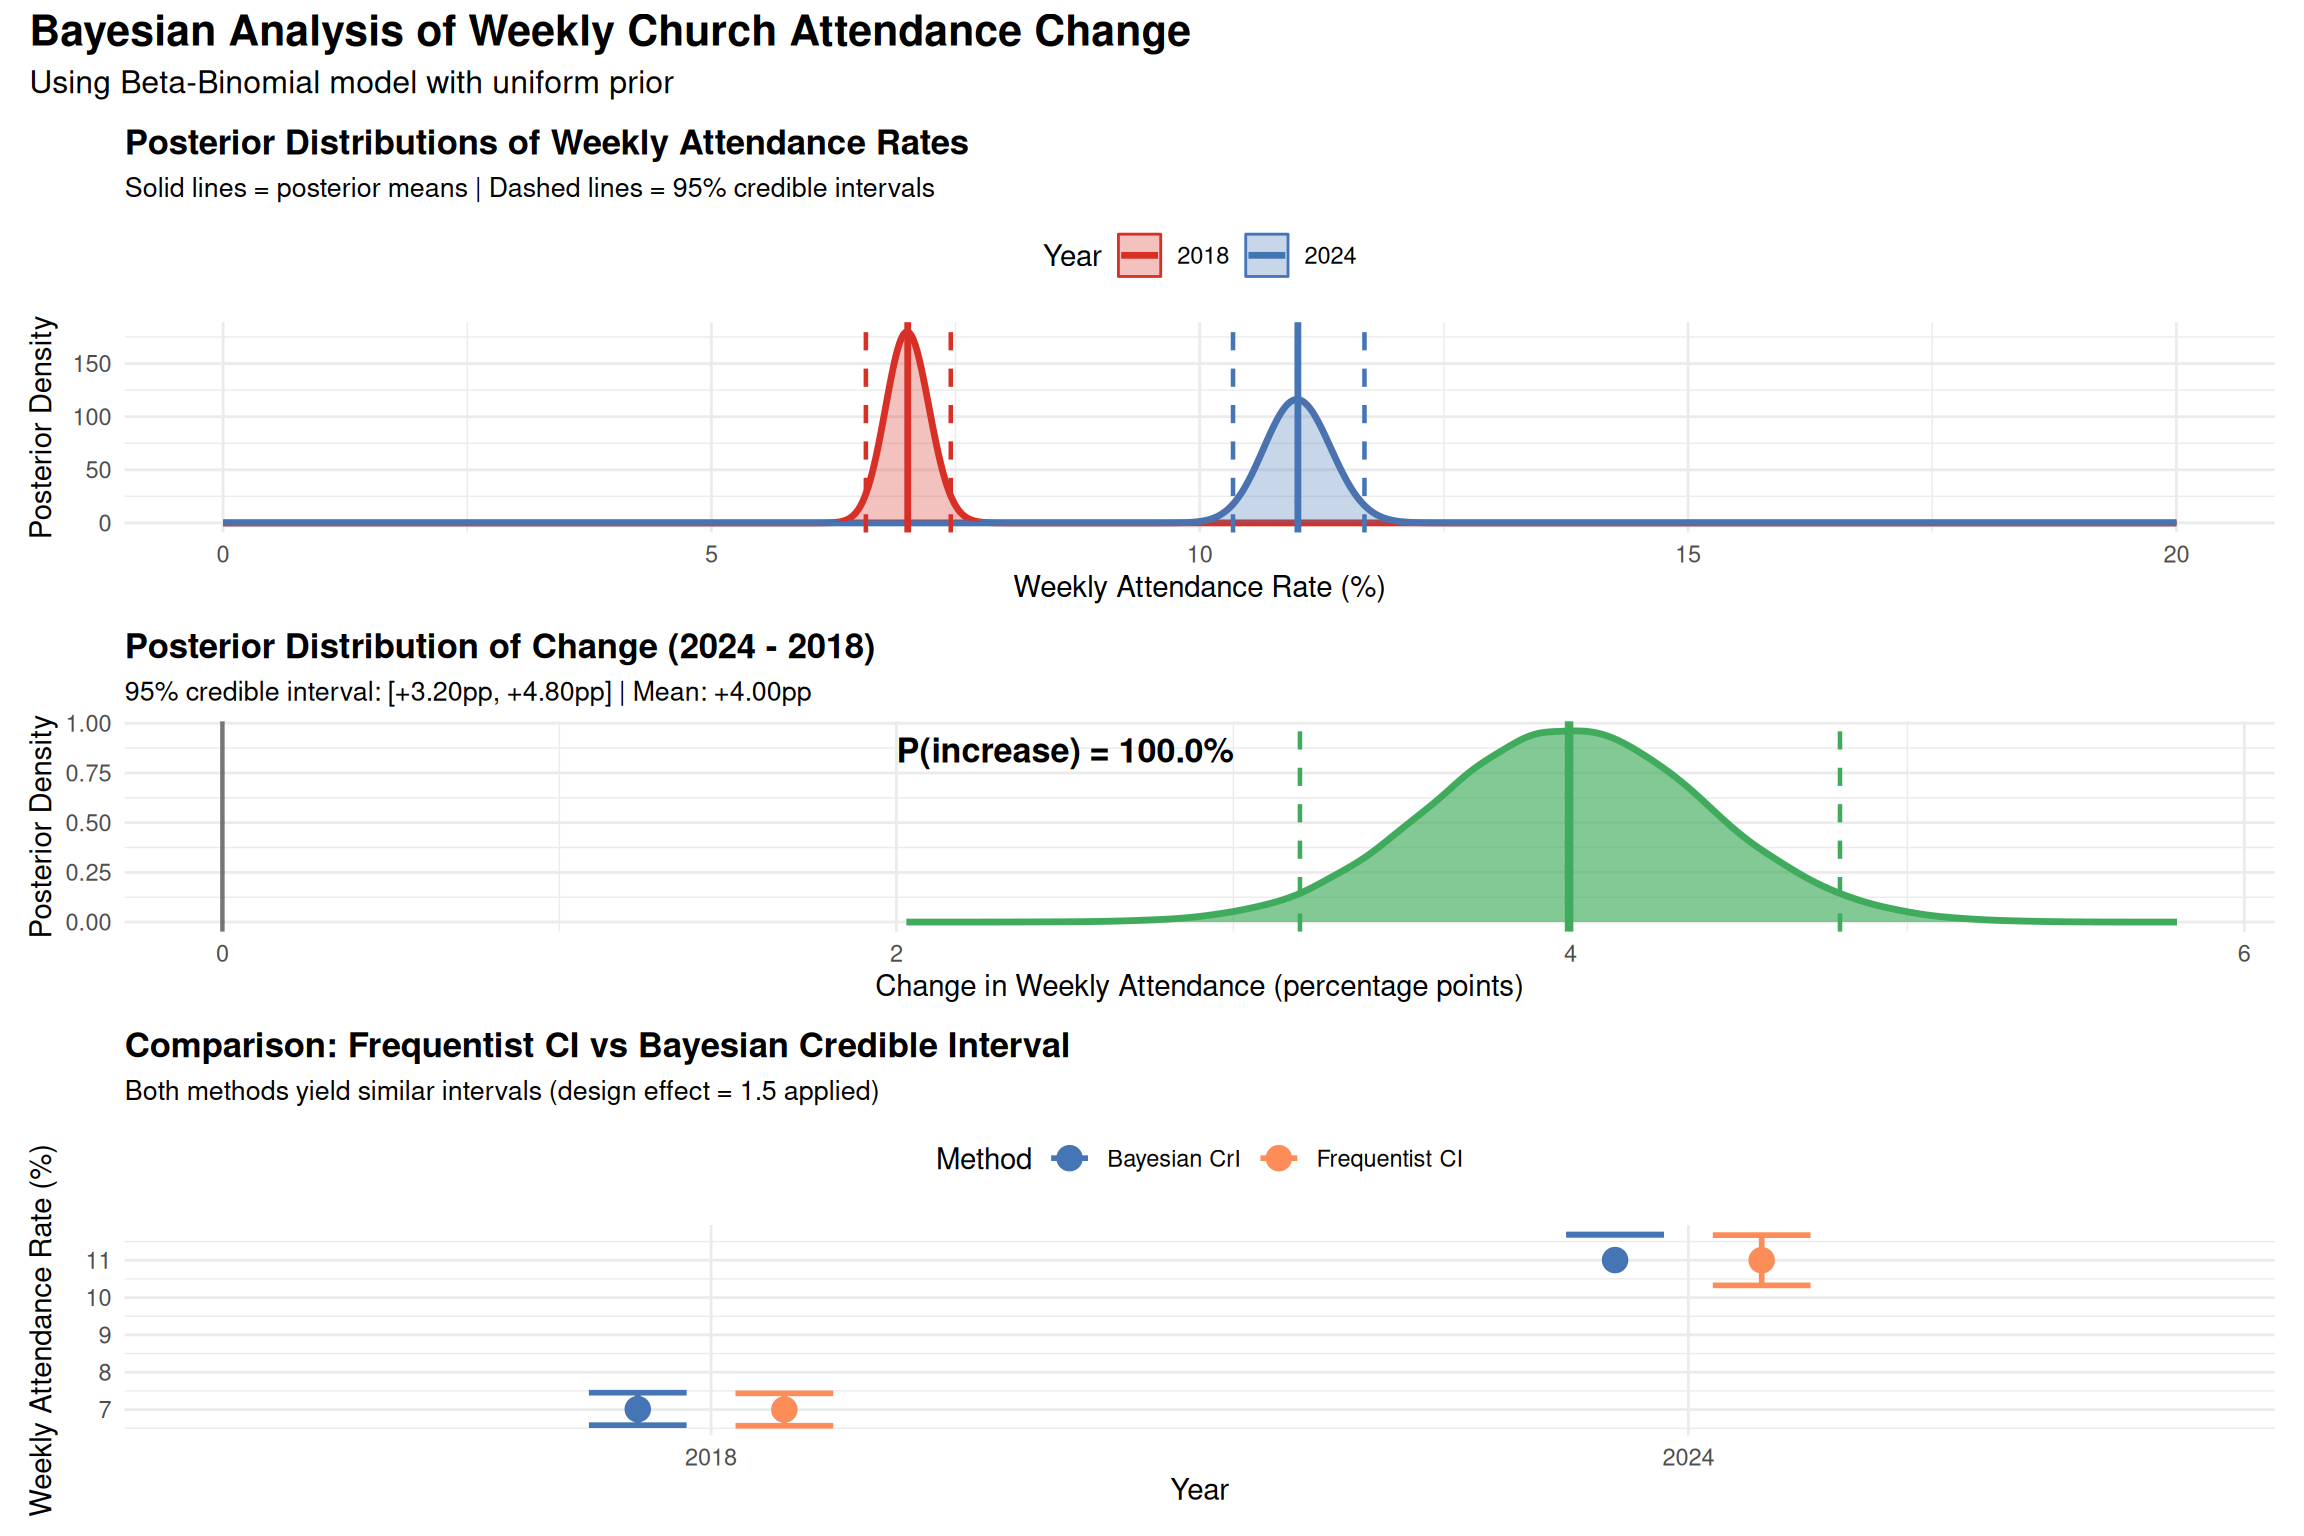 Bayesian Analysis of Weekly Church Attendance Change
Using Beta-Binomial model with uniform prior
Posterior Distributions of Weekly Attendance Rates
Solid lines = posterior means | Dashed lines = 95% credible intervals
Year 2018 2024
Posterior Density
150
100
50
0
0 5 10 15 20
Weekly Attendance Rate (%)
Posterior Distribution of Change (2024 - 2018)
95% credible interval: [+3.20pp, +4.80pp] | Mean: +4.00pp
Posterior Density
1.00
0.75
0.50
0.25
0.00
P(increase) = 100.0%
0 2 4 6
Change in Weekly Attendance (percentage points)
Comparison: Frequentist CI vs Bayesian Credible Interval
Both methods yield similar intervals (design effect = 1.5 applied)
Method Bayesian CrI Frequentist CI
Weekly Attendance Rate (%)
11
10
9
8
7
2018 2024
Year